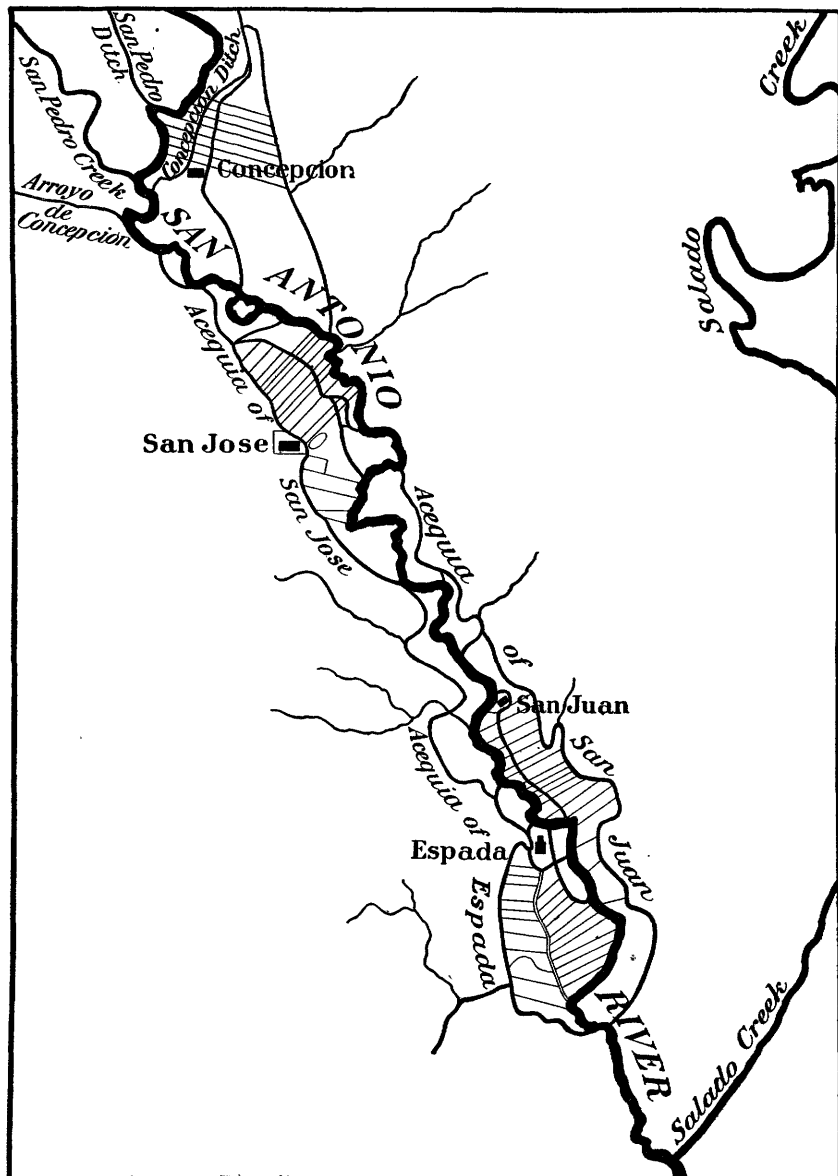 San Pedro
Ditch
San Pedro Creek
Concepcion Ditch
Creek
Concepcion
Arroyo
de
Concepcion
SAN
ANTONIO
Salado
Acequia of
San Jose
San Jose
Acequia
of
San Juan
San
Juan
Acequia of
Espada
Espada
RIVER
Salado Creek